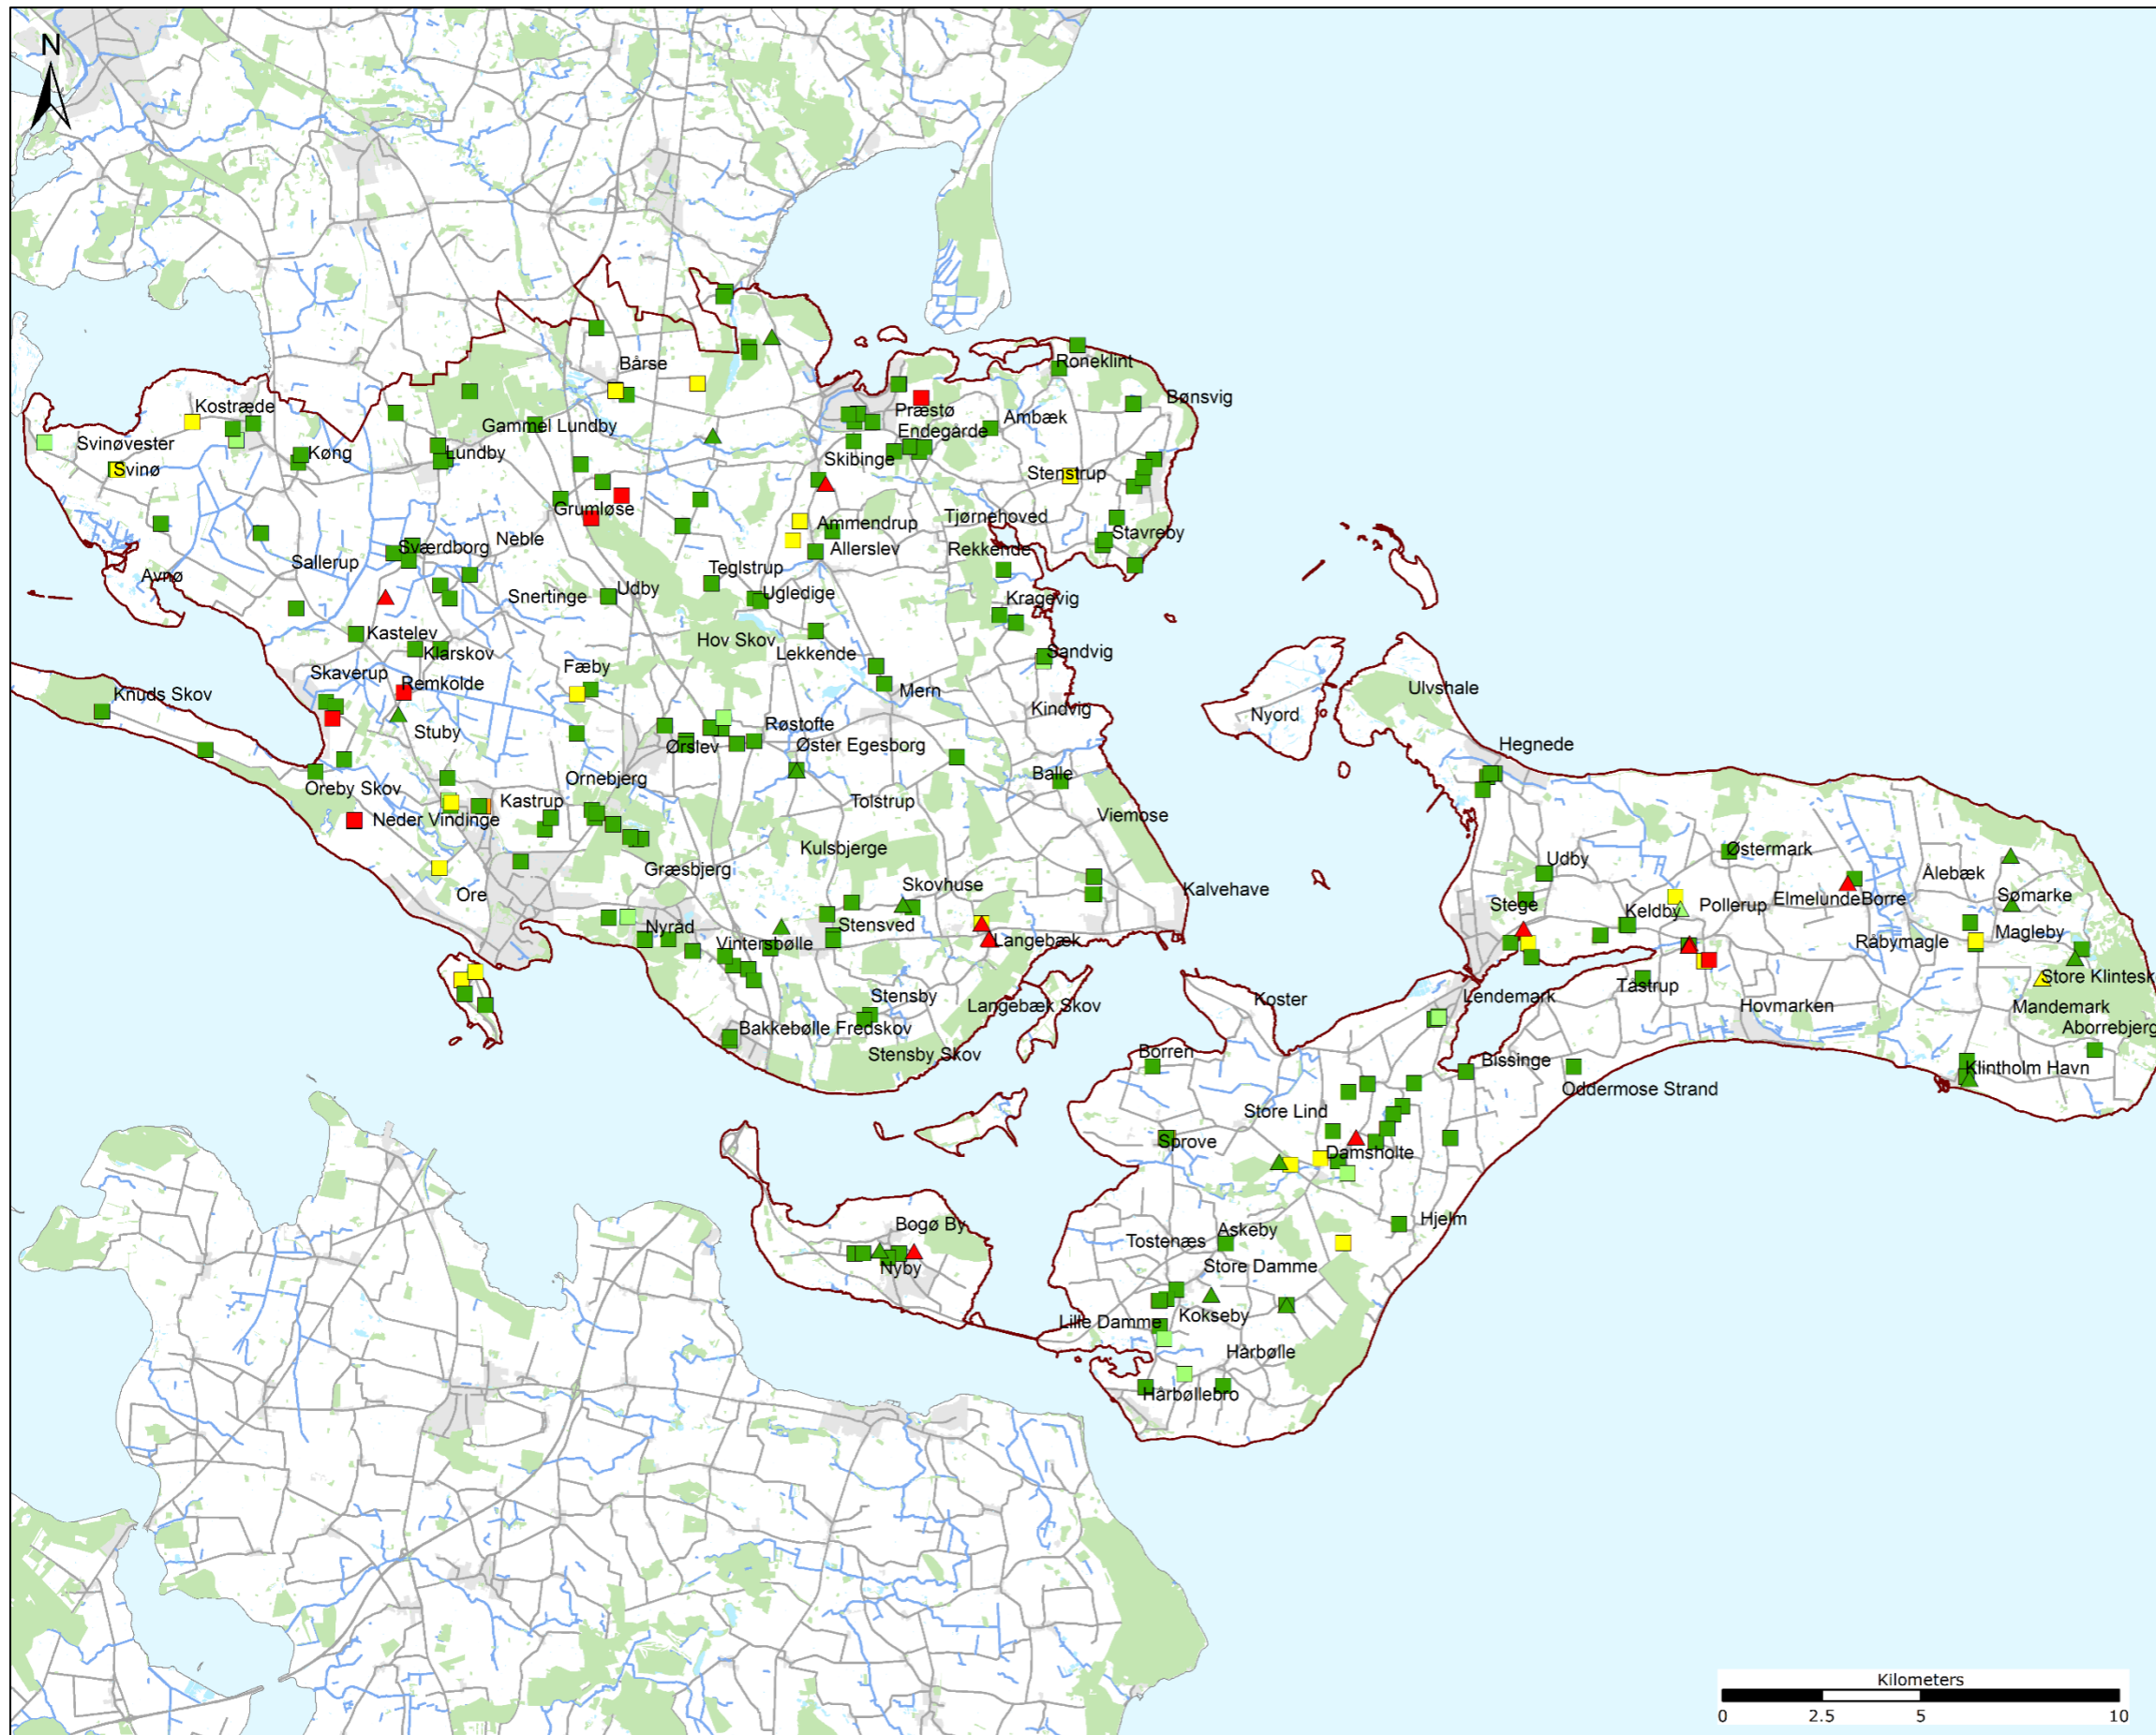 N
Roneklint
Bårse
Bønsvig
Kostræde
Præstø
Ambæk
Gammel Lundby
Endegårde
Svinøvester
Køng
Lundby
Skibinge
Svinø
Stenstrup
Grumløse
Tjørnehoved
Ammendrup
Stavreby
Sværdborg
Neble
Allerslev
Rekkende
Sallerup
Avnø
Teglstrup
Snertinge
Udby
Ugledige
Kragevig
Kastelev
Hov Skov
Klarskov
Lekkende
Sandvig
Skaverup
Fæby
Remkolde
Mern
Ulvshale
Knuds Skov
Kindvig
Nyord
Stuby
Røstofte
Ørslev
Øster Egesborg
Hegnede
Ornebjerg
Balle
Oreby Skov
Kastrup
Tolstrup
Neder Vindinge
Viemose
Kulsbjerge
Østermark
Græsbjerg
Udby
Skovhuse
Kalvehave
Ålebæk
Ore
Stege
Keldby
Pollerup
Elmelunde
Borre
Sømarke
Nyråd
Stensved
Vintersbølle
Langebæk
Råbymagle
Magleby
Store Klintesk
Tåstrup
Stensby
Langebæk Skov
Koster
Lendemark
Hovmarken
Mandemark
Bakkebølle Fredskov
Aborrebjerg
Stensby Skov
Borren
Bissinge
Klintholm Havn
Oddermose Strand
Store Lind
Sprove
Damsholte
Hjelm
Bogø By
Askeby
Tostenæs
Nyby
Store Damme
Kokseby
Lille Damme
Hårbølle
Hårbøllebro
Kilometers
0 2.5 5 10